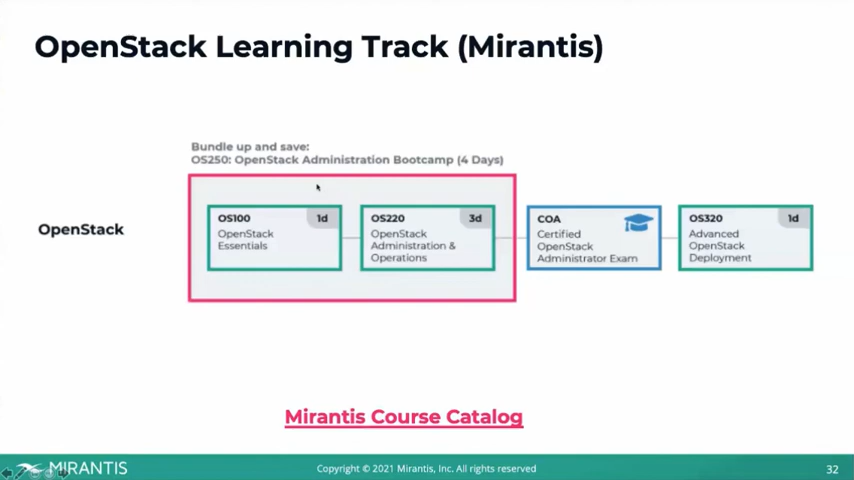 OpenStack Learning Track (Mirantis)
Bundle up and save:
OS250: OpenStack Administration Bootcamp (4 Days)
OpenStack
OS100 1d
OpenStack
Essentials
OS220 3d
OpenStack
Administration &
Operations
COA
Certified
OpenStack
Administrator Exam
OS320 1d
Advanced
OpenStack
Deployment
Mirantis Course Catalog
MIRANTIS
Copyright © 2021 Mirantis, Inc. All rights reserved
32